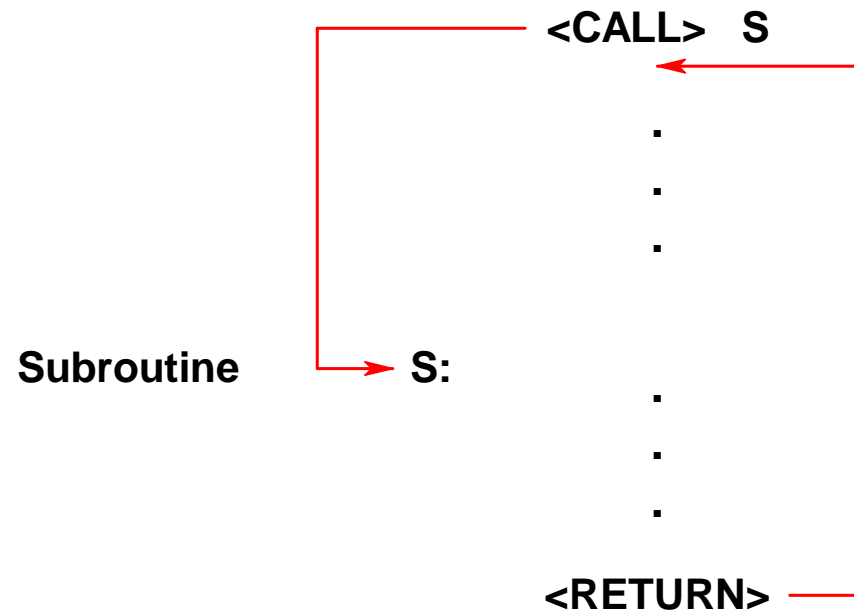 <CALL> S
.
.
.
Subroutine S:
.
.
.
<RETURN>